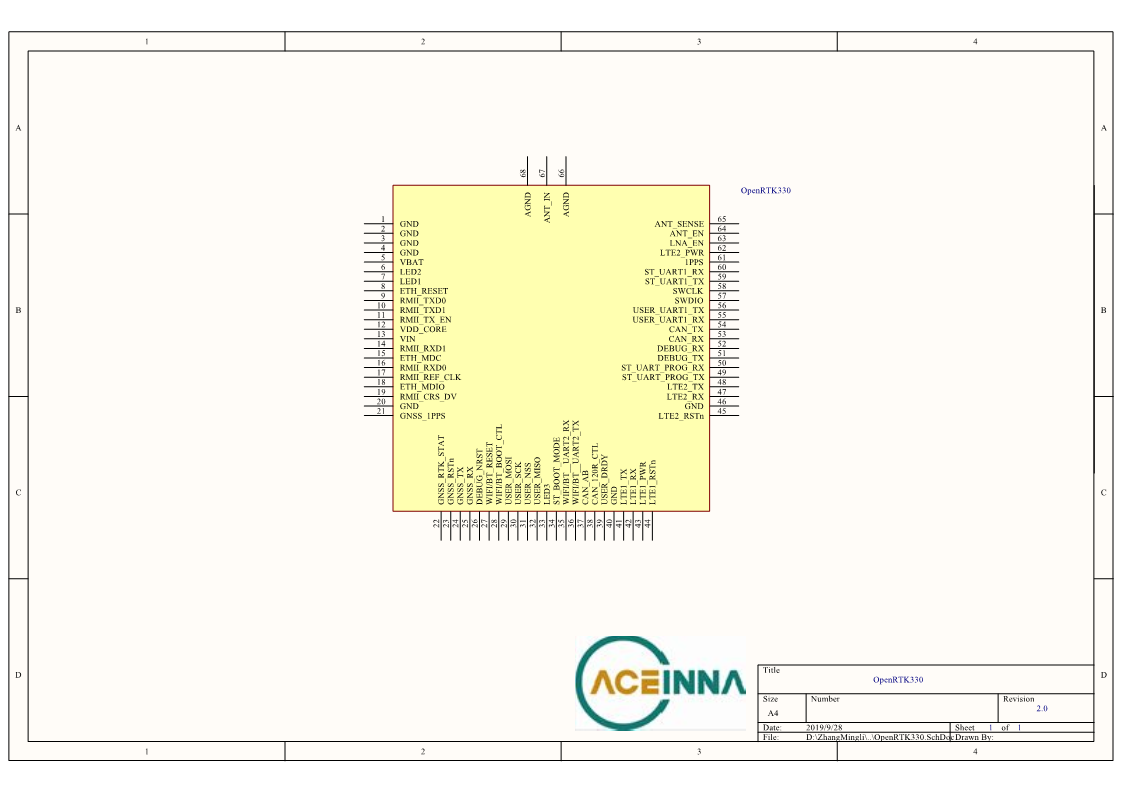 1 2 3 4
A A
B B
C C
D D
68 67 66
AGND ANT_IN AGND
OpenRTK330
1 GND
2 GND
3 GND
4 GND
5 VBAT
6 LED2
7 LED1
8 ETH_RESET
9 RMII_TXD0
10 RMII_TXD1
11 RMII_TX_EN
12 VDD_CORE
13 VIN
14 RMII_RXD1
15 ETH_MDC
16 RMII_RXD0
17 RMII_REF_CLK
18 ETH_MDIO
19 RMII_CRS_DV
20 GND
21 GNSS_1PPS
ANT_SENSE 65
ANT_EN 64
LNA_EN 63
LTE2_PWR 62
1PPS 61
ST_UART1_RX 60
ST_UART1_TX 59
SWCLK 58
SWDIO 57
USER_UART1_TX 56
USER_UART1_RX 55
CAN_TX 54
CAN_RX 53
DEBUG_RX 52
DEBUG_TX 51
ST_UART_PROG_RX 50
ST_UART_PROG_TX 49
LTE2_TX 48
LTE2_RX 47
GND 46
LTE2_RSTn 45
22 GNSS_RTK_STAT
23 GNSS_RSTn
24 GNSS_TX
25 GNSS_RX
26 DEBUG_NRST
27 WIFI/BT_RESET
28 WIFI/BT_BOOT_CTL
29 USER_MOSI
30 USER_SCK
31 USER_NSS
32 USER_MISO
33 LED3
34 ST_BOOT_MODE
35 WIFI/BT__UART2_RX
36 WIFI/BT__UART2_TX
37 CAN_AB
38 CAN_120R_CTL
39 USER_DRDY
40 GND
41 LTE1_TX
42 LTE1_RX
43 LTE1_PWR
44 LTE1_RSTn
ACEINNA
Title
OpenRTK330
Size Number Revision
A4 2.0
Date: 2019/9/28 Sheet 1 of 1
File: D:\ZhangMingli\..\OpenRTK330.SchDoc Drawn By:
1 2 3 4